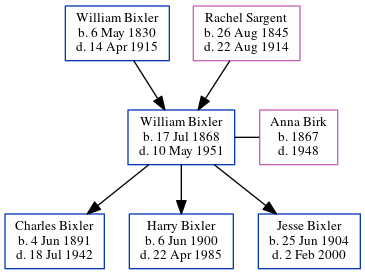 William Bixler
b. 6 May 1830
d. 14 Apr 1915
Rachel Sargent
b. 26 Aug 1845
d. 22 Aug 1914
William Bixler
b. 17 Jul 1868
d. 10 May 1951
Anna Birk
b. 1867
d. 1948
Charles Bixler
b. 4 Jun 1891
d. 18 Jul 1942
Harry Bixler
b. 6 Jun 1900
d. 22 Apr 1985
Jesse Bixler
b. 25 Jun 1904
d. 2 Feb 2000